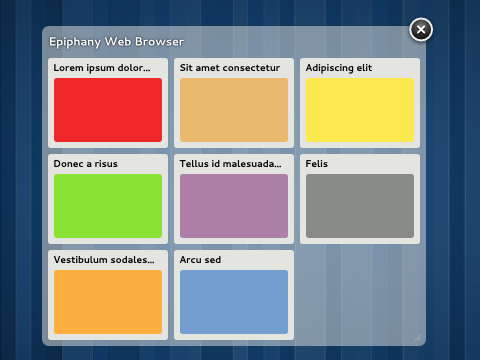 Epiphany Web Browser
Lorem ipsum dolor...
Sit amet consectetur
Adipiscing elit
Donec a risus
Tellus id malesuada...
Felis
Vestibulum sodales...
Arcu sed